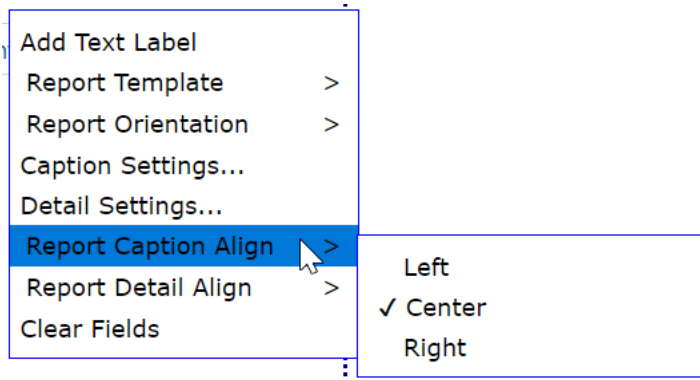 Add Text Label
Report Template >
Report Orientation >
Caption Settings...
Detail Settings...
Report Caption Align >
Report Detail Align >
Clear Fields
Left
✓ Center
Right